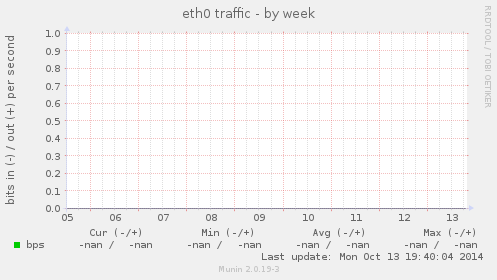 eth0 traffic - by week
RRDTOOL / TOBI OETIKER
bits in (-) / out (+) per second
1.0
0.9
0.8
0.7
0.6
0.5
0.4
0.3
0.2
0.1
0.0
05 06 07 08 09 10 11 12 13
Cur (-/+) Min (-/+) Avg (-/+) Max (-/+)
bps -nan / -nan -nan / -nan -nan / -nan -nan / -nan
Last update: Mon Oct 13 19:40:04 2014
Munin 2.0.19-3